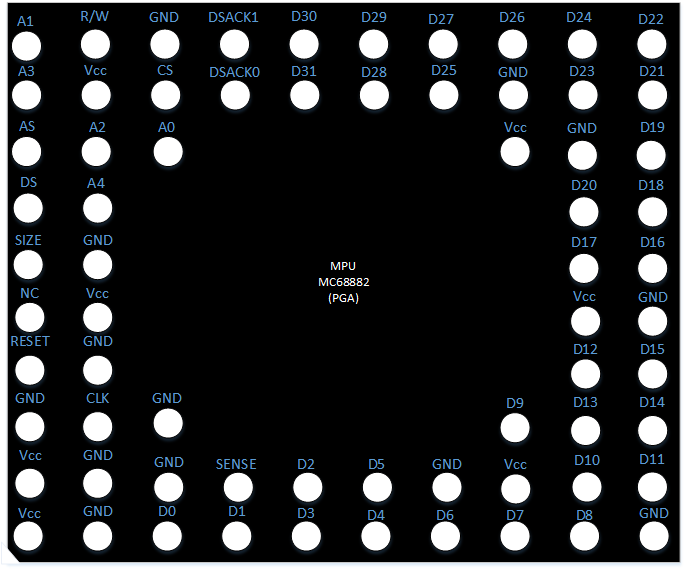 A1 R/W GND DSACK1 D30 D29 D27 D26 D24 D22
A3 Vcc CS DSACK0 D31 D28 D25 GND D23 D21
AS A2 A0 Vcc GND D19
DS A4 D20 D18
SIZE GND D17 D16
MPU
MC68882
(PGA)
NC Vcc Vcc GND
RESET GND D12 D15
GND CLK GND D9 D13 D14
Vcc GND GND SENSE D2 D5 GND Vcc D10 D11
Vcc GND D0 D1 D3 D4 D6 D7 D8 GND